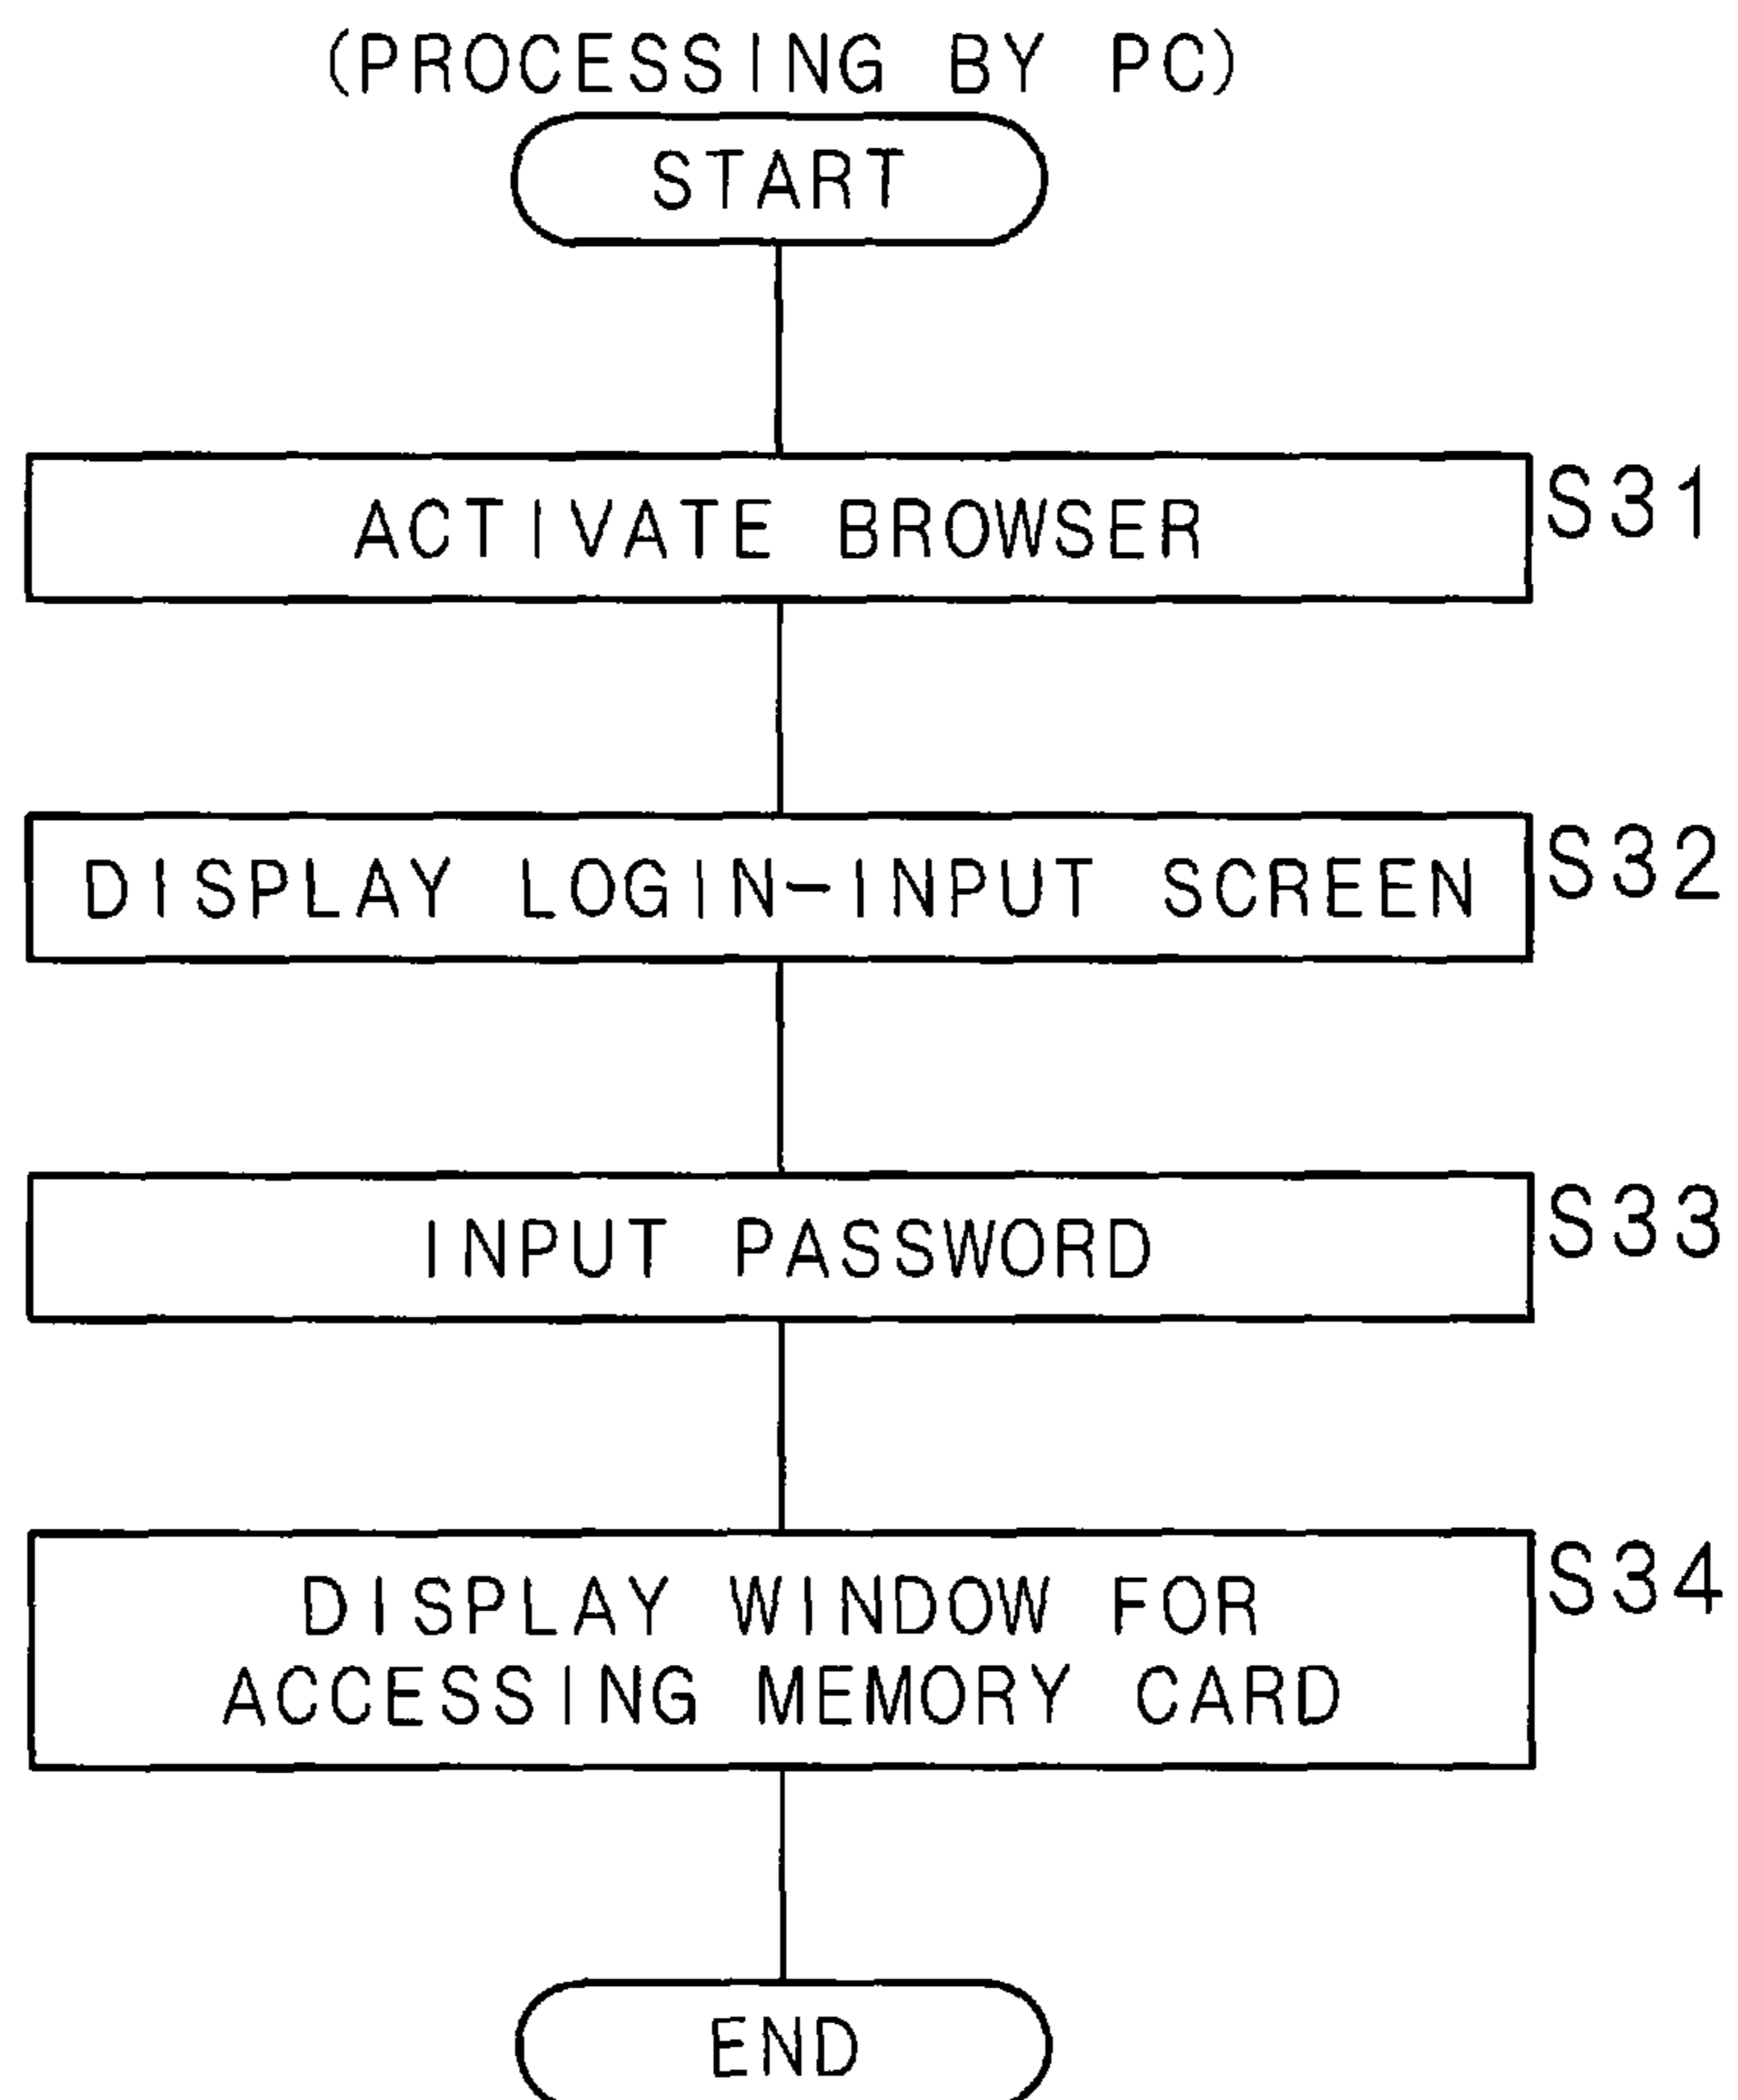 (PROCESSING BY PC)
START
ACTIVATE BROWSER
S31
DISPLAY LOGIN-INPUT SCREEN
S32
INPUT PASSWORD
S33
DISPLAY WINDOW FOR
ACCESSING MEMORY CARD
S34
END